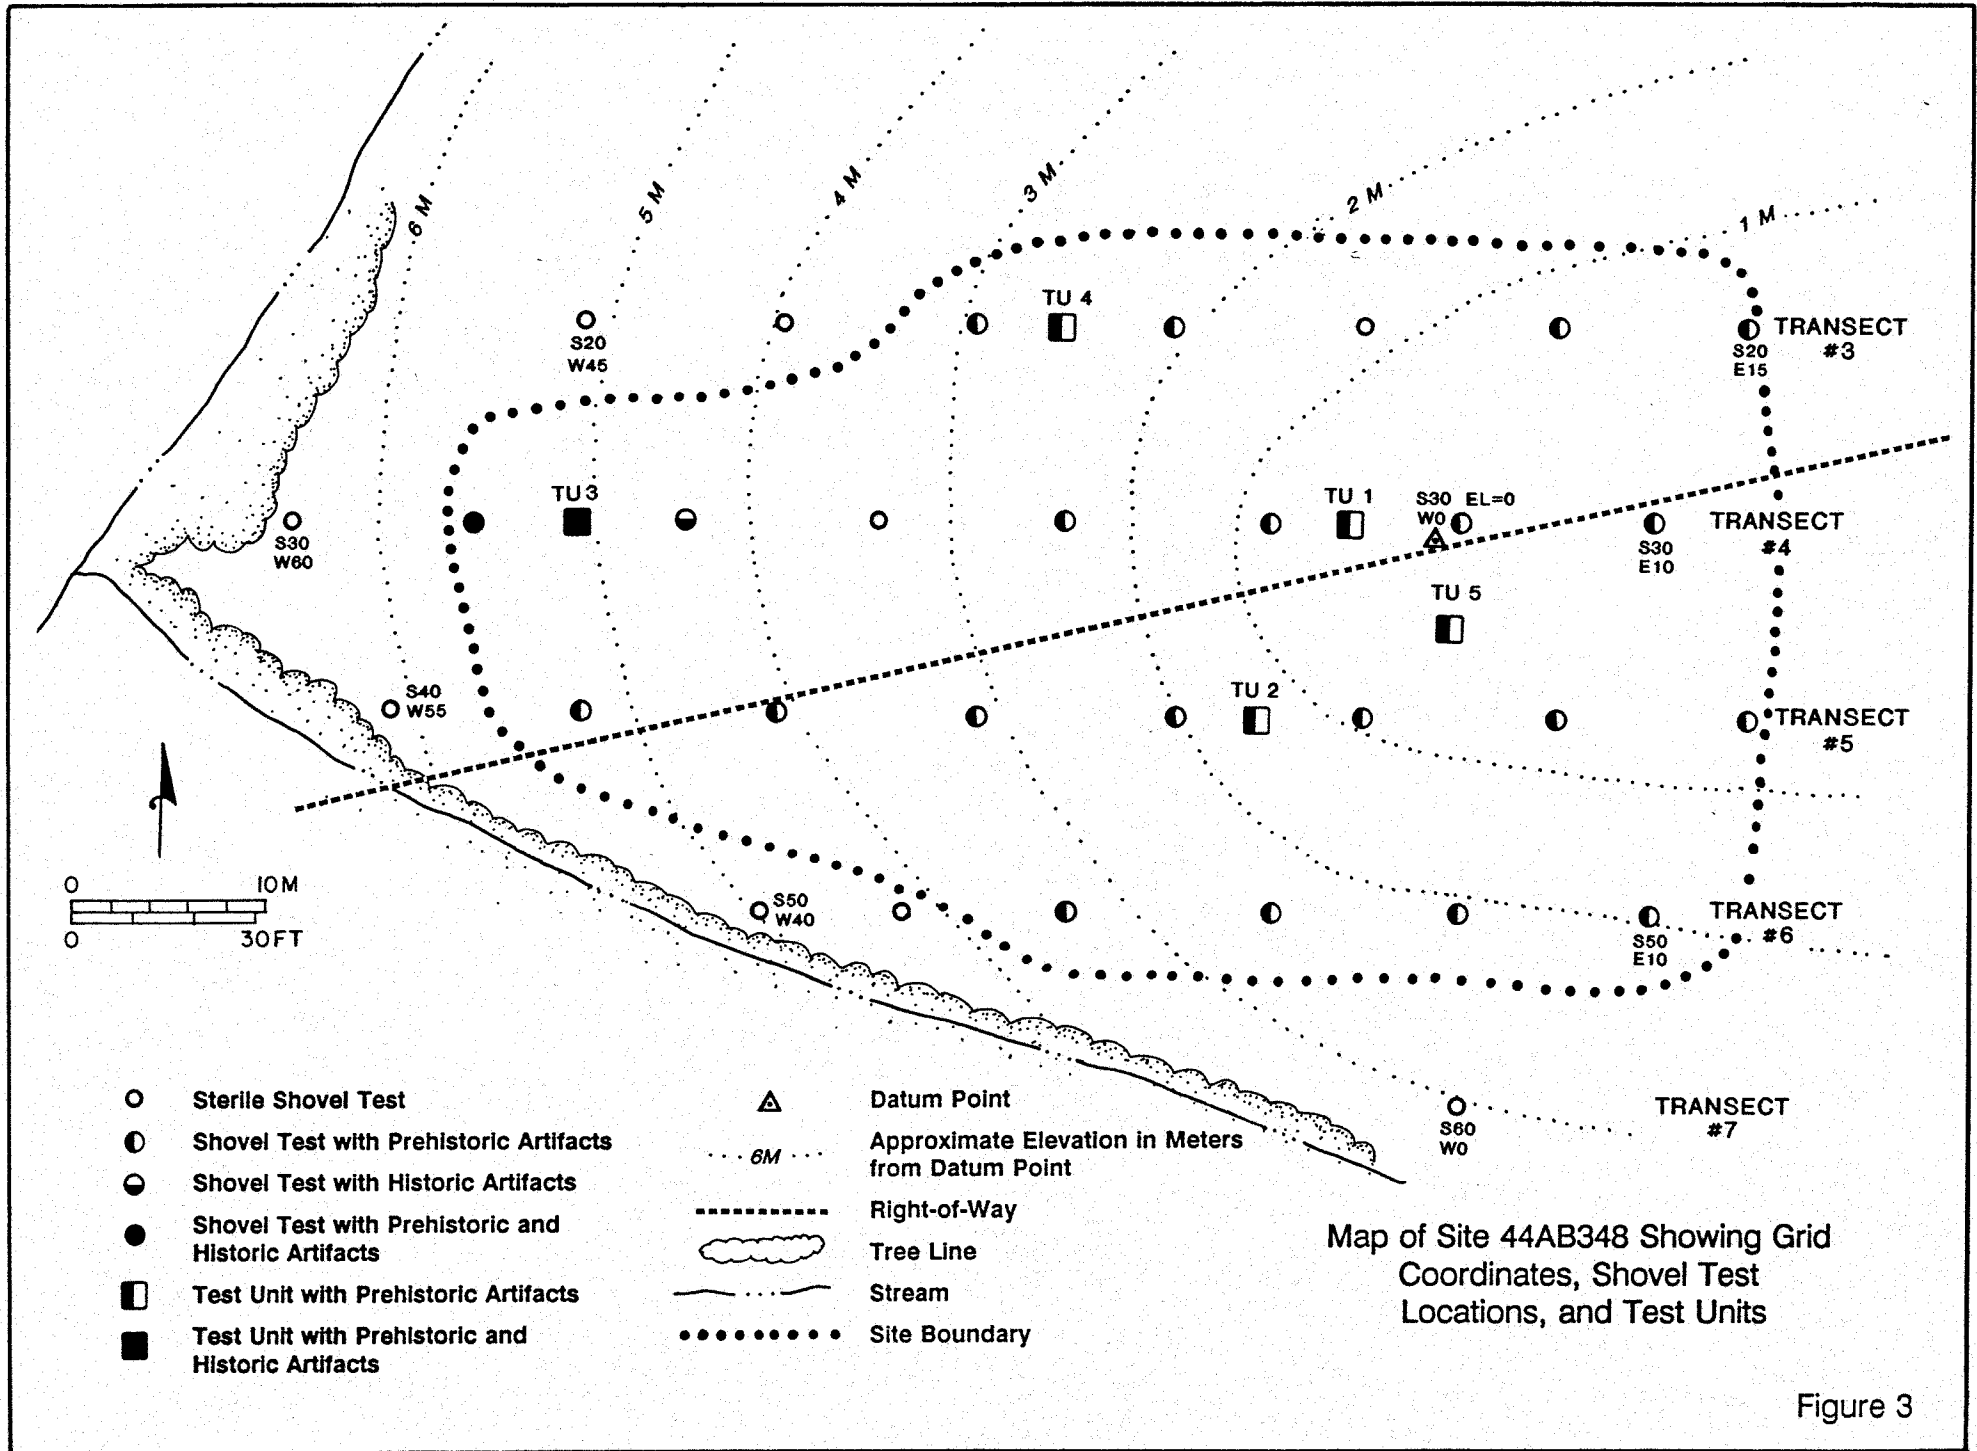 6 M
5 M
4 M
3 M
2 M
1 M
TU 4
S20
W45
TRANSECT
#3
S20
E15
TU 3
TU 1
S30 EL=0
W0
TRANSECT
#4
S30
W60
S30
E10
TU 5
S40
W55
TU 2
TRANSECT
#5
0 10 M
0 30 FT
S50
W40
TRANSECT
#6
S50
E10
S60
W0
TRANSECT
#7
Sterile Shovel Test
Shovel Test with Prehistoric Artifacts
Shovel Test with Historic Artifacts
Shovel Test with Prehistoric and
Historic Artifacts
Test Unit with Prehistoric Artifacts
Test Unit with Prehistoric and
Historic Artifacts
Datum Point
6M
Approximate Elevation in Meters
from Datum Point
Right-of-Way
Tree Line
Stream
Site Boundary
Map of Site 44AB348 Showing Grid
Coordinates, Shovel Test
Locations, and Test Units
Figure 3